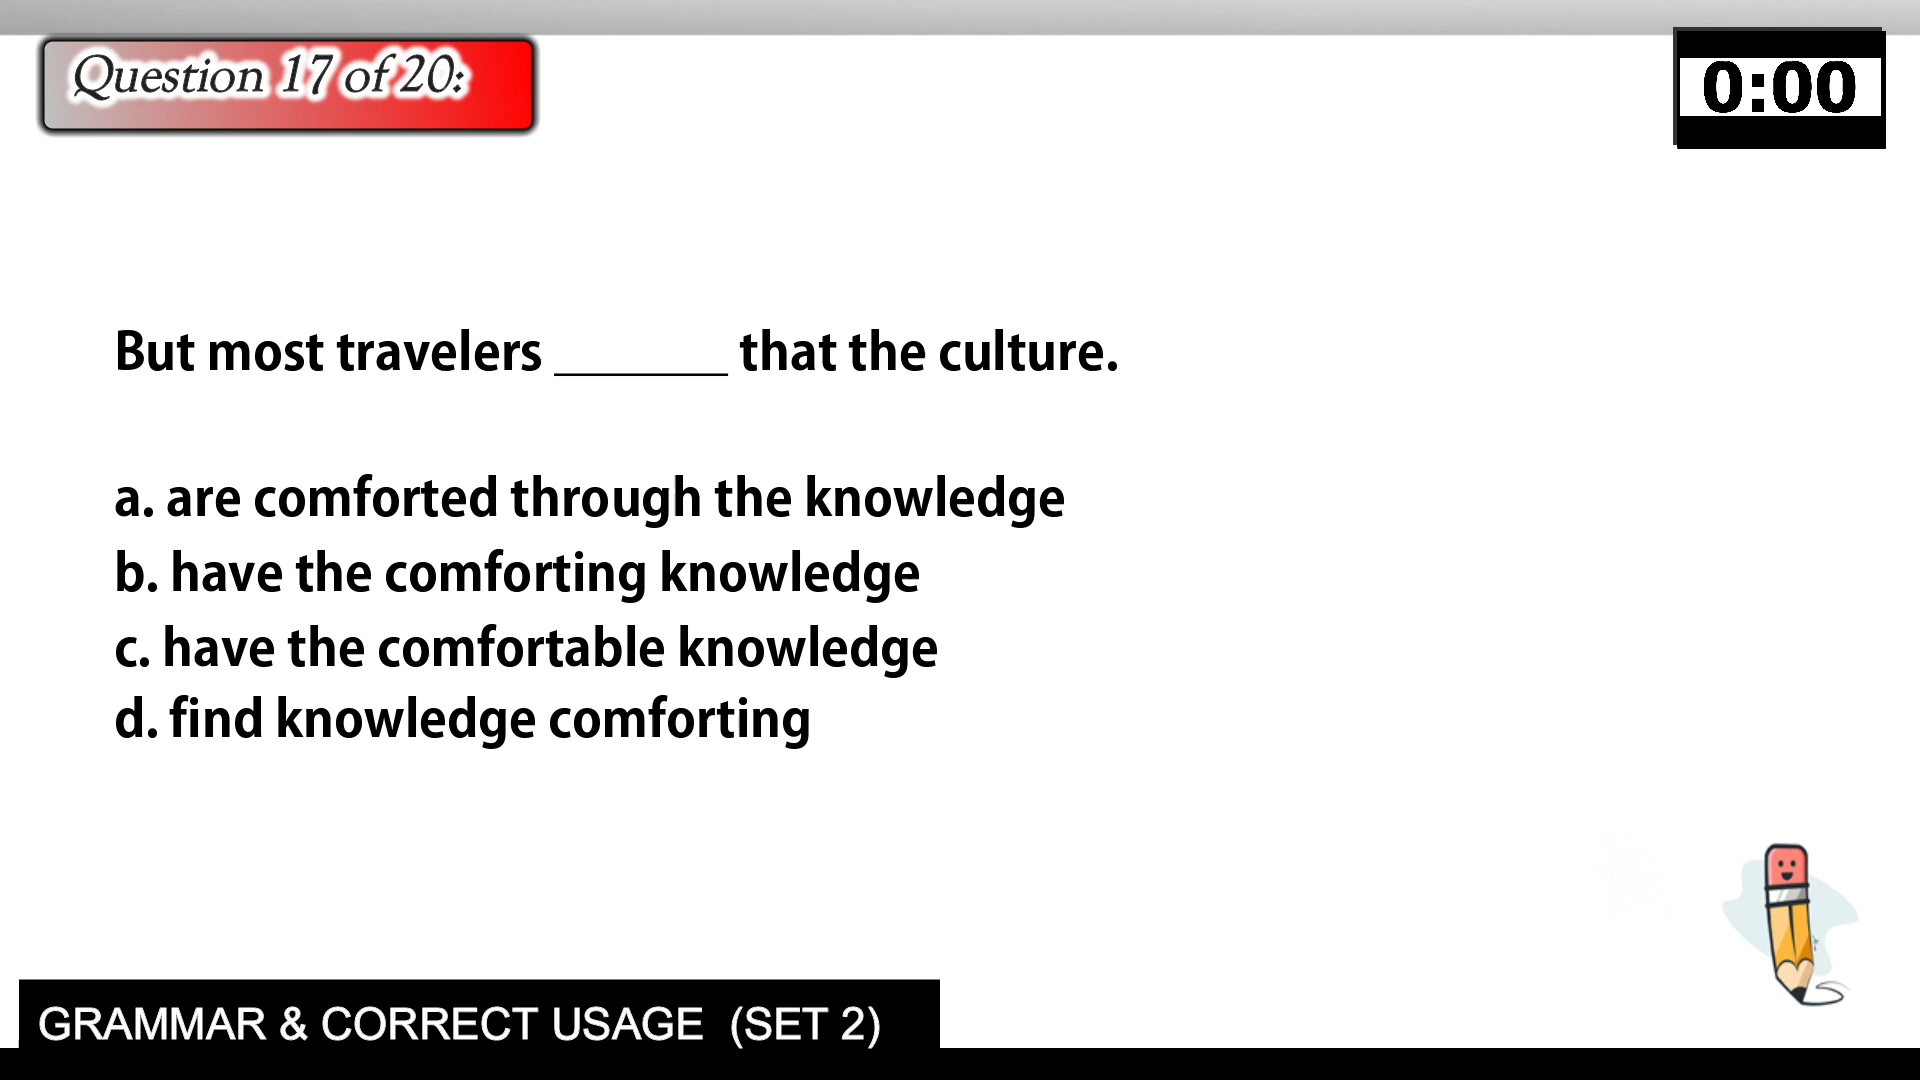 Question 17 of 20:
0:00
But most travelers _______ that the culture.
a. are comforted through the knowledge
b. have the comforting knowledge
c. have the comfortable knowledge
d. find knowledge comforting
GRAMMAR & CORRECT USAGE (SET 2)